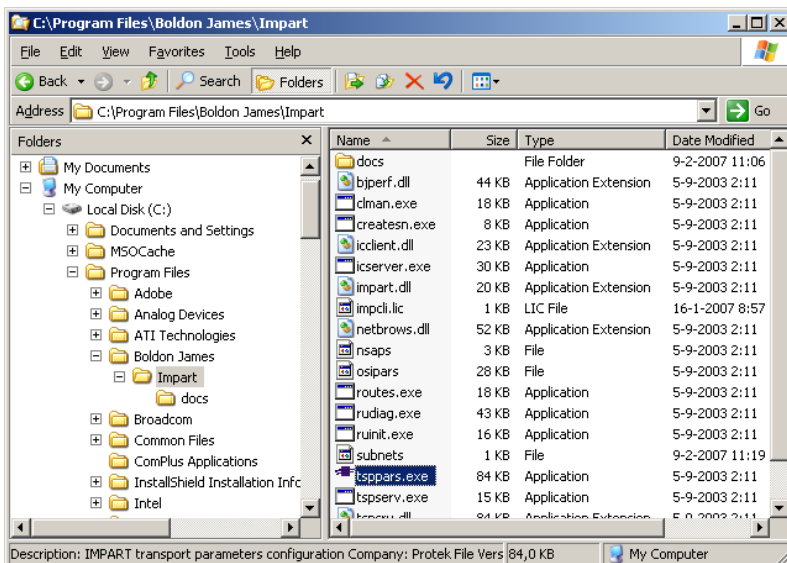 C:\Program Files\Boldon James\Impart
File Edit View Favorites Tools Help
Back Search Folders
Address C:\Program Files\Boldon James\Impart Go
Folders x
My Documents
My Computer
Local Disk (C:)
Documents and Settings
MSOCache
Program Files
Adobe
Analog Devices
ATI Technologies
Boldon James
Impart
docs
Broadcom
Common Files
ComPlus Applications
InstallShield Installation Info
Intel
Name Size Type Date Modified
docs File Folder 9-2-2007 11:06
bjperf.dll 44 KB Application Extension 5-9-2003 2:11
clman.exe 18 KB Application 5-9-2003 2:11
createsn.exe 8 KB Application 5-9-2003 2:11
icclient.dll 23 KB Application Extension 5-9-2003 2:11
icserver.exe 30 KB Application 5-9-2003 2:11
impart.dll 20 KB Application Extension 5-9-2003 2:11
impcli.lic 1 KB LIC File 16-1-2007 8:57
netbrows.dll 52 KB Application Extension 5-9-2003 2:11
nsaps 3 KB File 5-9-2003 2:11
osipars 28 KB File 5-9-2003 2:11
routes.exe 18 KB Application 5-9-2003 2:11
rudiag.exe 43 KB Application 5-9-2003 2:11
ruinit.exe 16 KB Application 5-9-2003 2:11
subnets 1 KB File 9-2-2007 11:19
tsppars.exe 84 KB Application 5-9-2003 2:11
tspserv.exe 15 KB Application 5-9-2003 2:11
84 KB Application Extension 5-9-2003 2:11
Description: IMPART transport parameters configuration Company: Protek File Vers 84,0 KB My Computer